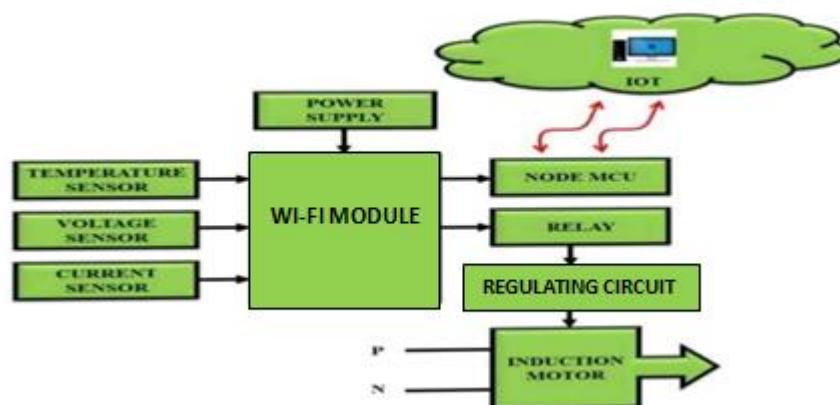 IOT
POWER
SUPPLY
TEMPERATURE
SENSOR
VOLTAGE
SENSOR
CURRENT
SENSOR
WI-FI MODULE
NODE MCU
RELAY
REGULATING CIRCUIT
P
N
INDUCTION
MOTOR